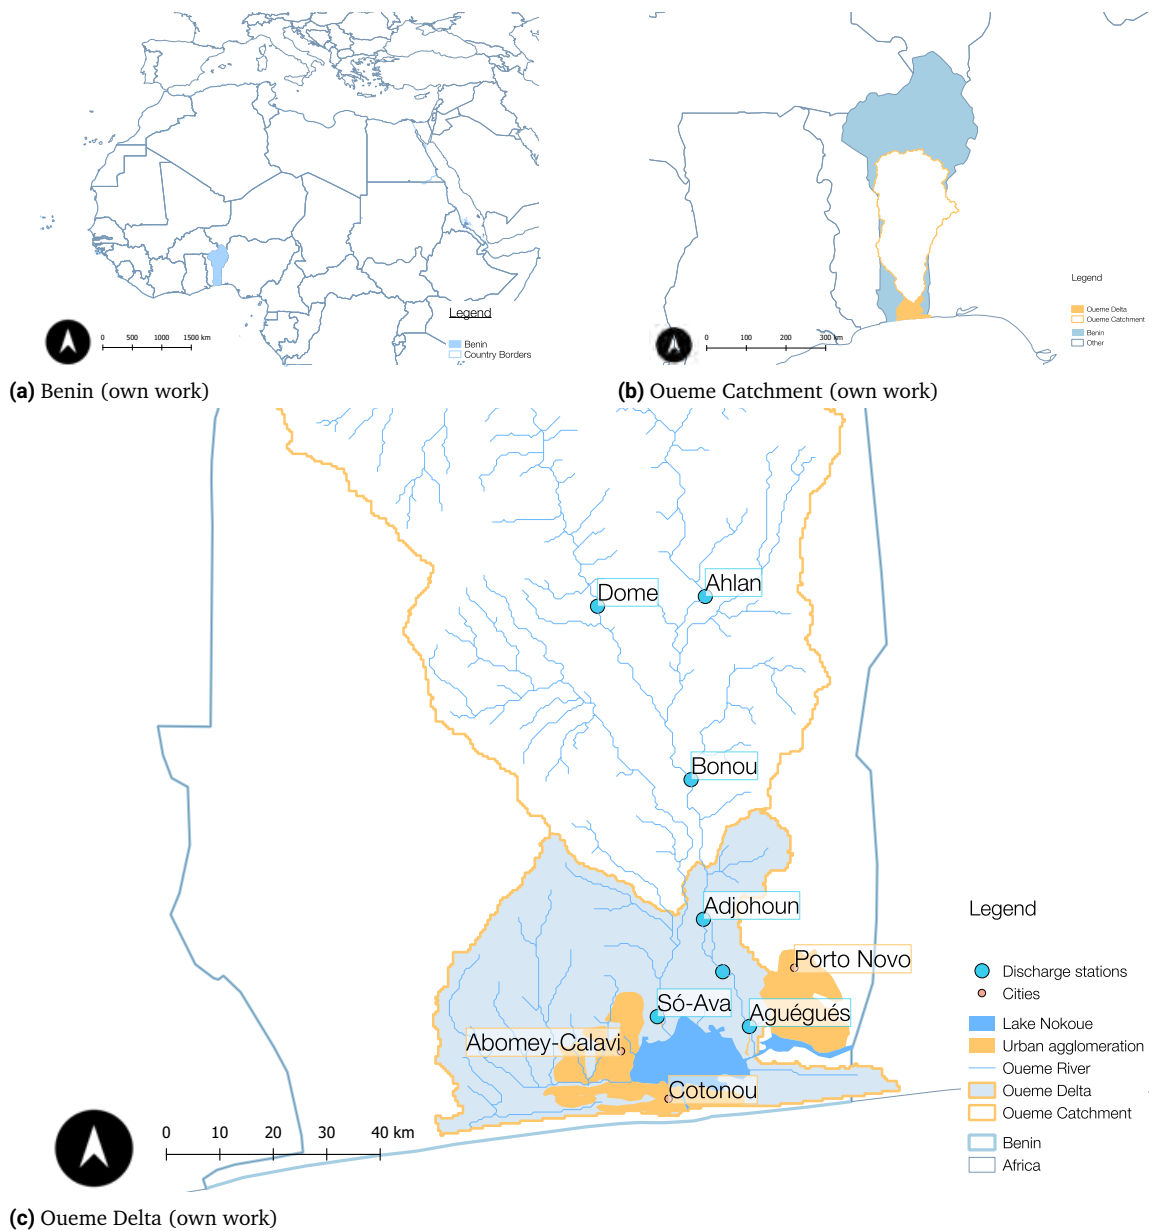 Legend
0 500 1000 1500 km
Benin
Country Borders
(a) Benin (own work)
Legend
Oueme Delta
Oueme Catchment
Benin
Other
0 100 200 300 km
(b) Oueme Catchment (own work)
Dome
Ahlan
Bonou
Adjohoun
Porto Novo
Só-Ava
Aguégués
Abomey-Calavi
Cotonou
Legend
Discharge stations
Cities
Lake Nokoue
Urban agglomeration
Oueme River
Oueme Delta
Oueme Catchment
Benin
Africa
0 10 20 30 40 km
(c) Oueme Delta (own work)